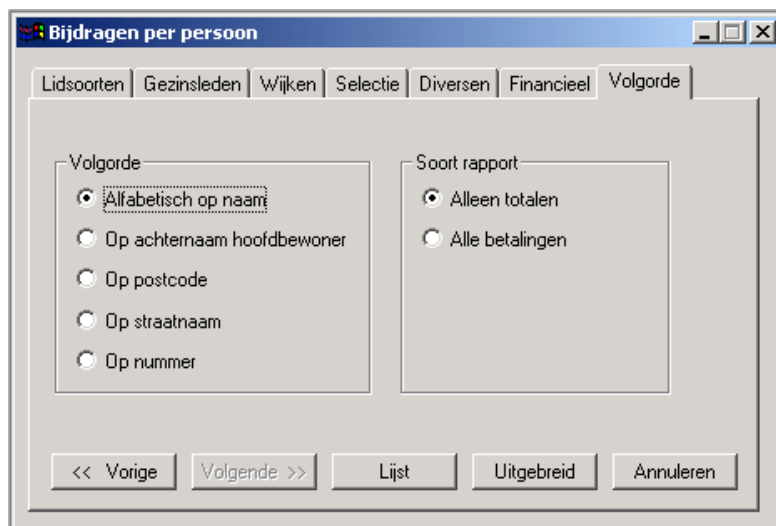 Bijdragen per persoon
Lidsoorten Gezinsleden Wijken Selectie Diversen Financieel Volgorde
Volgorde
Alfabetisch op naam
Op achternaam hoofdbewoner
Op postcode
Op straatnaam
Op nummer
Soort rapport
Alleen totalen
Alle betalingen
<< Vorige Volgende >> Lijst Uitgebreid Annuleren